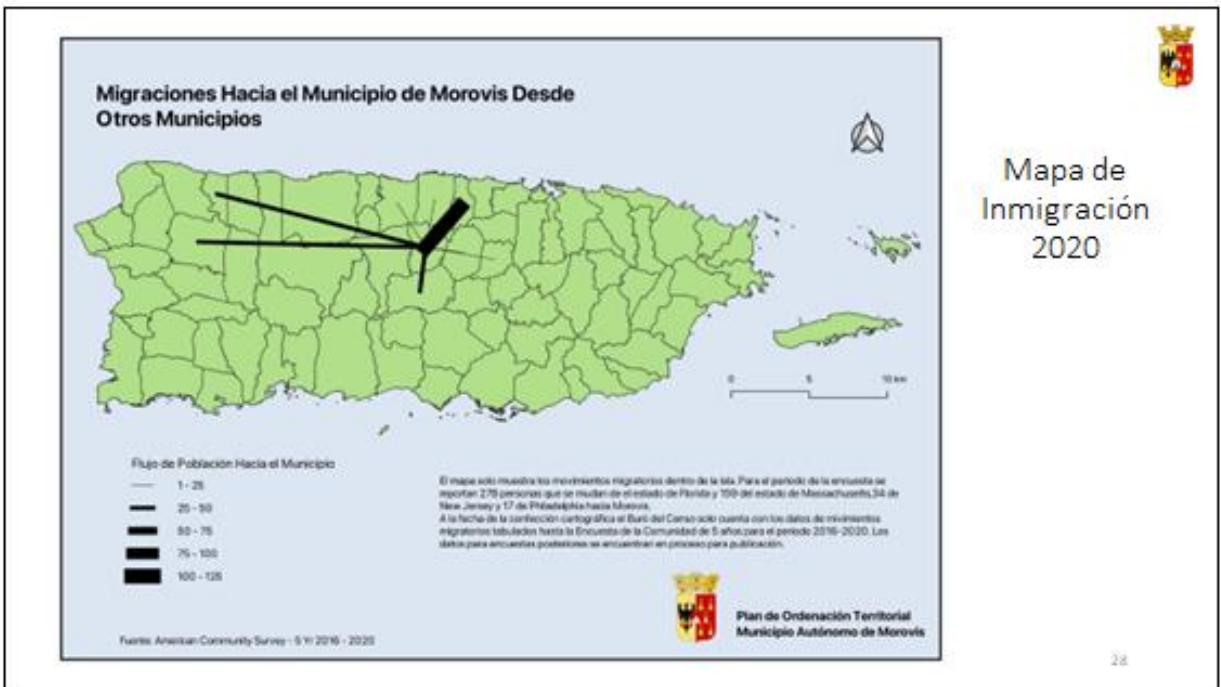 Migraciones Hacia el Municipio de Morovis Desde
Otros Municipios
Mapa de
Inmigración
2020
0 5 10 km
Flujo de Población Hacia el Municipio
1 - 25
25 - 50
50 - 75
75 - 100
100 - 125
El mapa solo muestra los movimientos migratorios dentro de la isla. Para el periodo de la encuesta se
reportan 278 personas que se mudan de el estado de Florida y 159 del estado de Massachusetts,34 de
New Jersey y 17 de Philadelphia hacia Morovis.
A la fecha de la confección cartográfica el Buró del Censo solo cuenta con los datos de movimientos
migratorios tabulados hasta la Encuesta de la Comunidad de 5 años para el periodo 2016-2020. Los
datos para encuestas posteriores se encuentran en proceso para publicación.
Plan de Ordenación Territorial
Municipio Autónomo de Morovis
Fuente: American Community Survey - 5 Yr 2016 - 2020
28